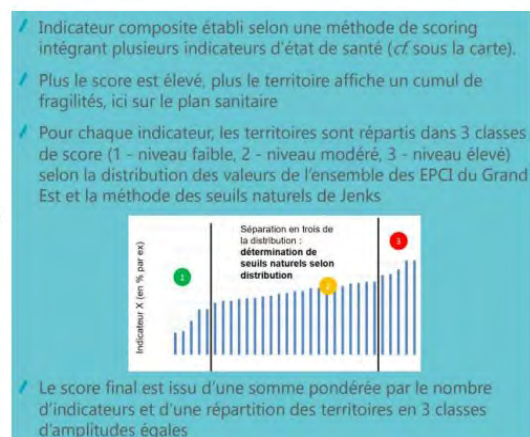 Indicateur composite établi selon une méthode de scoring
intégrant plusieurs indicateurs d'état de santé (cf. sous la carte).
Plus le score est élevé, plus le territoire affiche un cumul de
fragilités, ici sur le plan sanitaire
Pour chaque indicateur, les territoires sont répartis dans 3 classes
de score (1 - niveau faible, 2 - niveau modéré, 3 - niveau élevé)
selon la distribution des valeurs de l'ensemble des EPCI du Grand
Est et la méthode des seuils naturels de Jenks
Indicateur X (en % par ex)
Séparation en trois de
la distribution :
détermination de
seuils naturels selon
distribution
1
2
3
Le score final est issu d'une somme pondérée par le nombre
d'indicateurs et d'une répartition des territoires en 3 classes
d'amplitudes égales